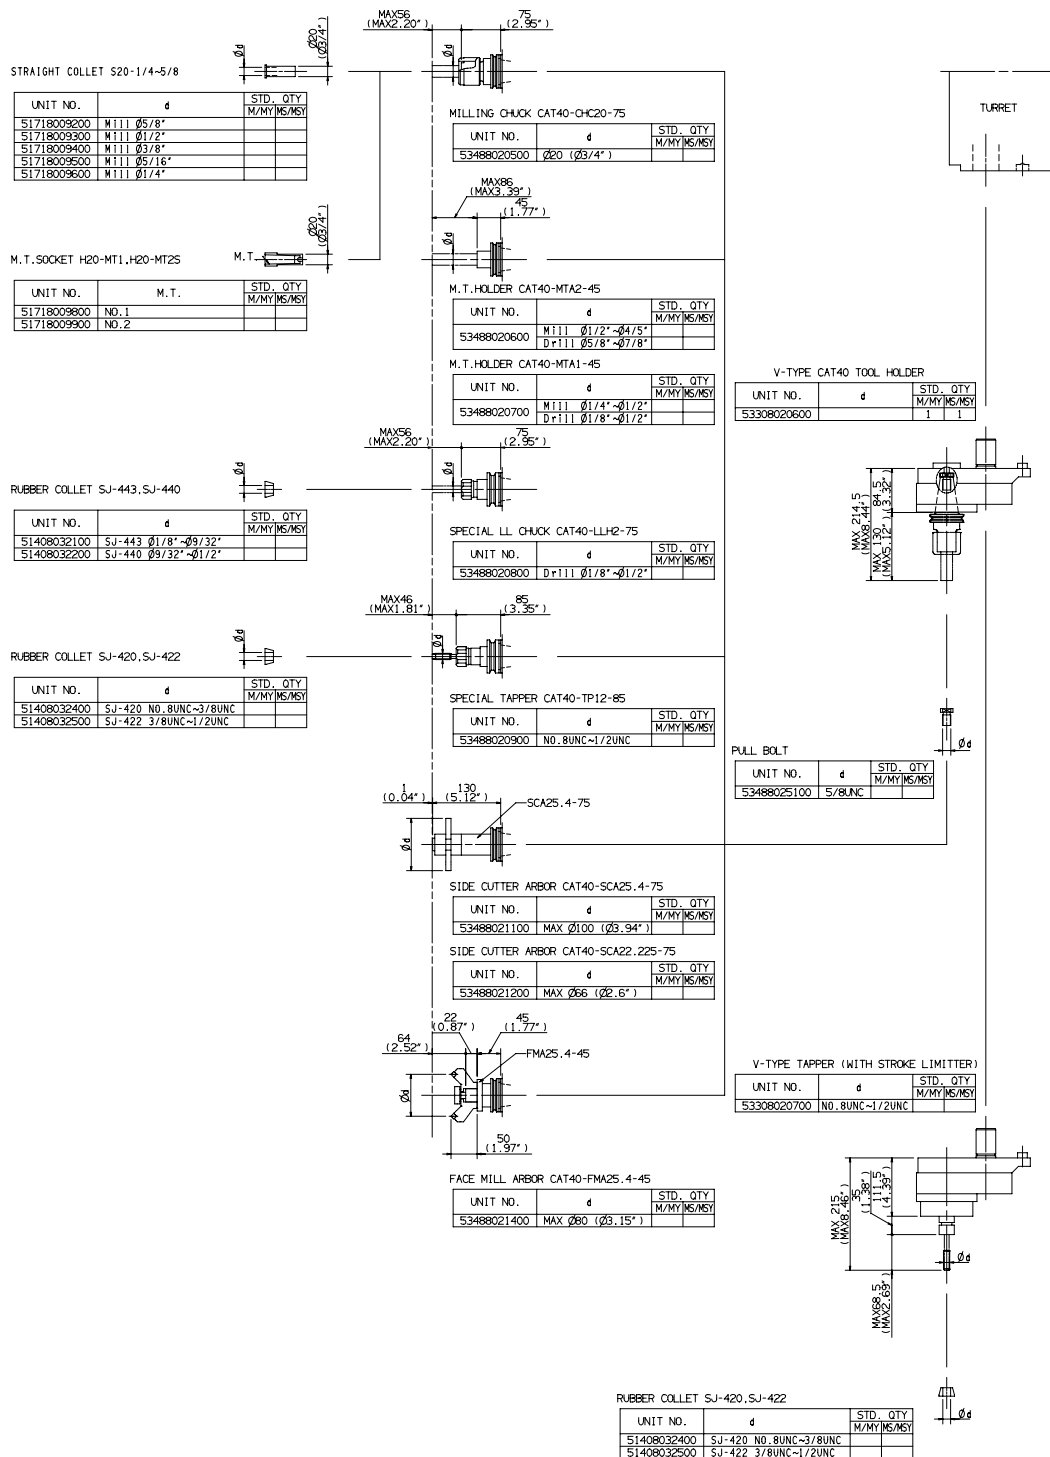 STRAIGHT COLLET S20-1/4~5/8
Ød
Ø20
(Ø3/4")
UNIT NO. d STD. QTY
M/MY MS/MSY
51718009200 Mill Ø5/8"
51718009300 Mill Ø1/2"
51718009400 Mill Ø3/8"
51718009500 Mill Ø5/16"
51718009600 Mill Ø1/4"
M.T.SOCKET H20-MT1,H20-MT2S
M.T.
Ø20
(Ø3/4")
UNIT NO. M.T. STD. QTY
M/MY MS/MSY
51718009800 NO.1
51718009900 NO.2
RUBBER COLLET SJ-443,SJ-440
Ød
UNIT NO. d STD. QTY
M/MY MS/MSY
51408032100 SJ-443 Ø1/8"~Ø9/32"
51408032200 SJ-440 Ø9/32"~Ø1/2"
RUBBER COLLET SJ-420,SJ-422
Ød
UNIT NO. d STD. QTY
M/MY MS/MSY
51408032400 SJ-420 NO.8UNC~3/8UNC
51408032500 SJ-422 3/8UNC~1/2UNC
MAX56
(MAX2.20")
75
(2.95")
Ød
MILLING CHUCK CAT40-CHC20-75
UNIT NO. d STD. QTY
M/MY MS/MSY
53488020500 Ø20 (Ø3/4")
MAX86
(MAX3.39")
45
(1.77")
Ød
M.T.HOLDER CAT40-MTA2-45
UNIT NO. d STD. QTY
M/MY MS/MSY
53488020600 Mill Ø1/2"~Ø4/5"
Drill Ø5/8"~Ø7/8"
M.T.HOLDER CAT40-MTA1-45
UNIT NO. d STD. QTY
M/MY MS/MSY
53488020700 Mill Ø1/4"~Ø1/2"
Drill Ø1/8"~Ø1/2"
MAX56
(MAX2.20")
75
(2.95")
Ød
SPECIAL LL CHUCK CAT40-LLH2-75
UNIT NO. d STD. QTY
M/MY MS/MSY
53488020800 Drill Ø1/8"~Ø1/2"
MAX46
(MAX1.81")
85
(3.35")
Ød
SPECIAL TAPPER CAT40-TP12-85
UNIT NO. d STD. QTY
M/MY MS/MSY
53488020900 NO.8UNC~1/2UNC
1
(0.04")
130
(5.12")
SCA25.4-75
Ød
SIDE CUTTER ARBOR CAT40-SCA25.4-75
UNIT NO. d STD. QTY
M/MY MS/MSY
53488021100 MAX Ø100 (Ø3.94")
SIDE CUTTER ARBOR CAT40-SCA22.225-75
UNIT NO. d STD. QTY
M/MY MS/MSY
53488021200 MAX Ø66 (Ø2.6")
64
(2.52")
22
(0.87")
45
(1.77")
FMA25.4-45
Ød
50
(1.97")
FACE MILL ARBOR CAT40-FMA25.4-45
UNIT NO. d STD. QTY
M/MY MS/MSY
53488021400 MAX Ø80 (Ø3.15")
TURRET
V-TYPE CAT40 TOOL HOLDER
UNIT NO. d STD. QTY
M/MY MS/MSY
53308020600 1 1
MAX 214.5
(MAX8.44")
84.5
(3.32")
MAX 130
(MAX5.12")
Ød
PULL BOLT
UNIT NO. d STD. QTY
M/MY MS/MSY
53488025100 5/8UNC
V-TYPE TAPPER (WITH STROKE LIMITTER)
UNIT NO. d STD. QTY
M/MY MS/MSY
53308020700 NO.8UNC~1/2UNC
MAX 215
(MAX8.46")
35
(1.38")
111.5
(4.39")
MAX68.5
(MAX2.69")
Ød
Ød
RUBBER COLLET SJ-420,SJ-422
UNIT NO. d STD. QTY
M/MY MS/MSY
51408032400 SJ-420 NO.8UNC~3/8UNC
51408032500 SJ-422 3/8UNC~1/2UNC